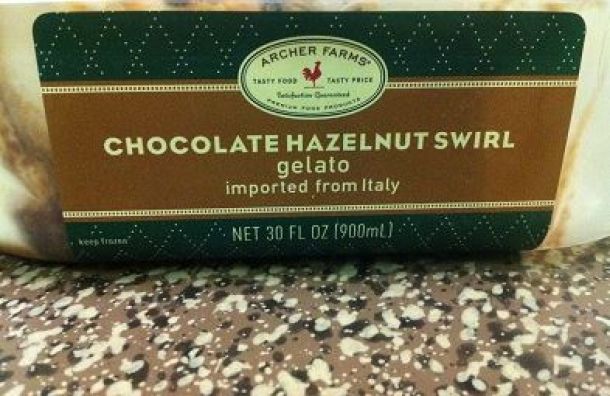 ARCHER FARMS®
TASTY FOOD TASTY PRICE
Satisfaction Guaranteed
PREMIUM FOOD PRODUCTS
CHOCOLATE HAZELNUT SWIRL
gelato
imported from Italy
keep frozen
NET 30 FL OZ (900mL)